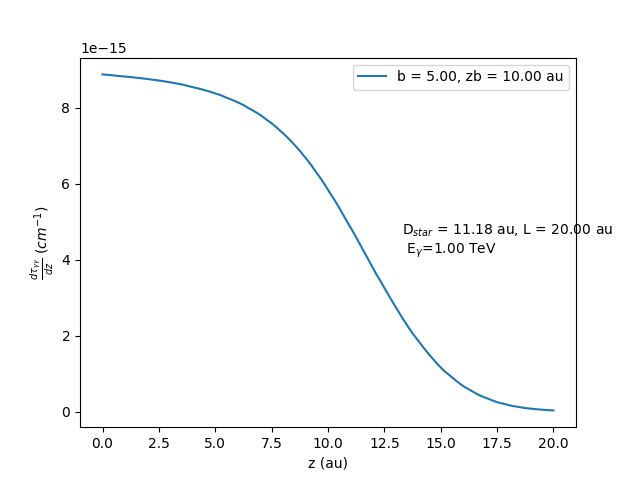 1e−15
b = 5.00, zb = 10.00 au
8
6
4
2
0
dτγγ/dz (cm⁻¹)
D_star = 11.18 au, L = 20.00 au
E_γ=1.00 TeV
0.0 2.5 5.0 7.5 10.0 12.5 15.0 17.5 20.0
z (au)